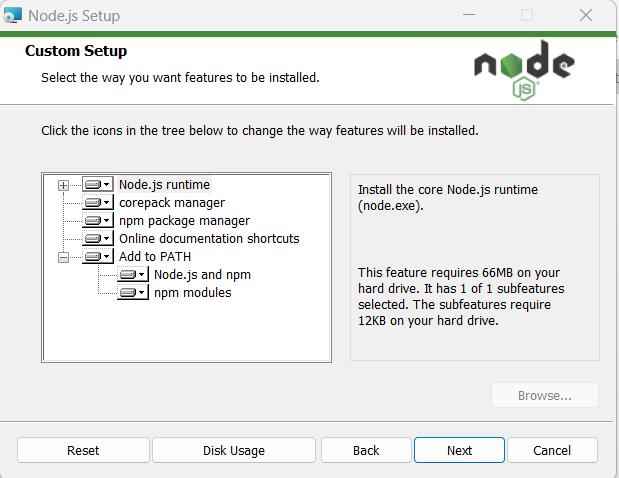 Node.js Setup
Custom Setup
Select the way you want features to be installed.
node
JS
Click the icons in the tree below to change the way features will be installed.
Node.js runtime
corepack manager
npm package manager
Online documentation shortcuts
Add to PATH
Node.js and npm
npm modules
Install the core Node.js runtime
(node.exe).
This feature requires 66MB on your
hard drive. It has 1 of 1 subfeatures
selected. The subfeatures require
12KB on your hard drive.
Browse...
Reset
Disk Usage
Back
Next
Cancel